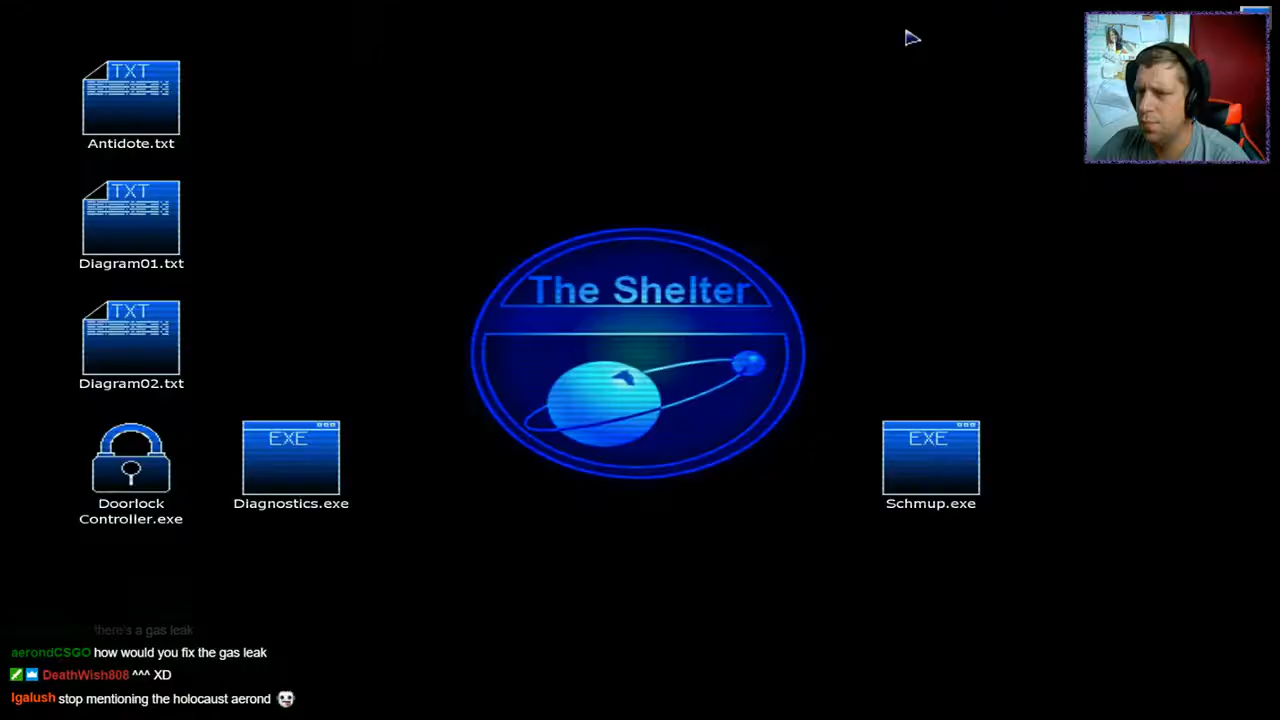 TXT
Antidote.txt
TXT
Diagram01.txt
TXT
Diagram02.txt
Doorlock
Controller.exe
EXE
Diagnostics.exe
The Shelter
EXE
Schmup.exe
there's a gas leak
aerondCSGO how would you fix the gas leak
DeathWish808 ^^^ XD
lgalush stop mentioning the holocaust aerond